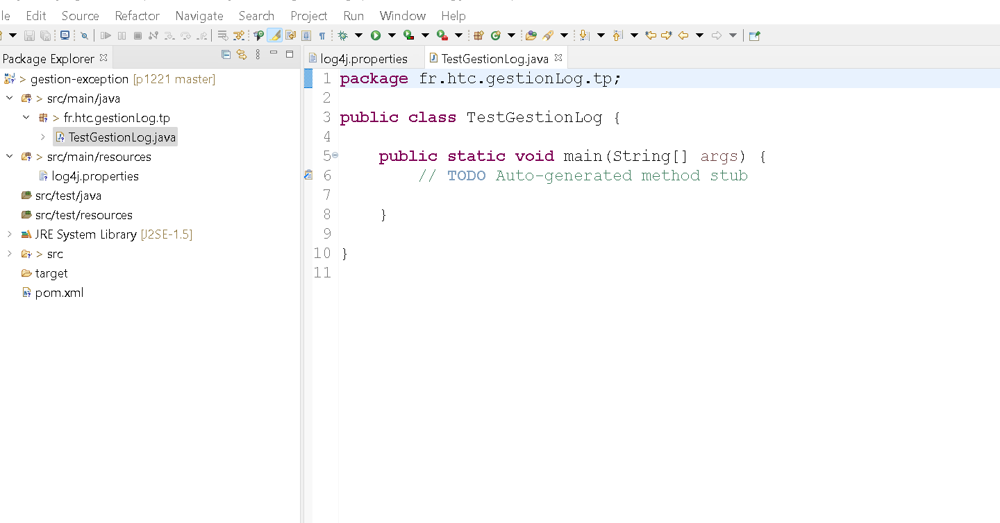 le Edit Source Refactor Navigate Search Project Run Window Help
Package Explorer
> gestion-exception [p1221 master]
> src/main/java
> fr.htc.gestionLog.tp
TestGestionLog.java
> src/main/resources
log4j.properties
src/test/java
src/test/resources
JRE System Library [J2SE-1.5]
> src
target
pom.xml
log4j.properties TestGestionLog.java
1 package fr.htc.gestionLog.tp;
2
3 public class TestGestionLog {
4
5 public static void main(String[] args) {
6 // TODO Auto-generated method stub
7
8 }
9
10 }
11